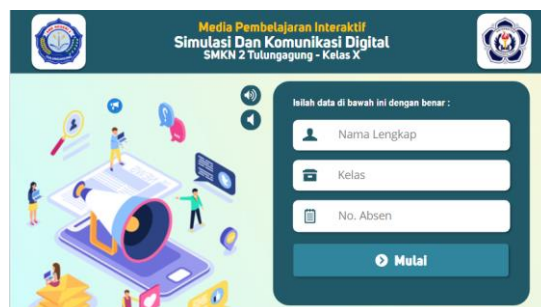 Media Pembelajaran Interaktif
Simulasi Dan Komunikasi Digital
SMKN 2 Tulungagung - Kelas X
Isilah data di bawah ini dengan benar :
Nama Lengkap
Kelas
No. Absen
Mulai